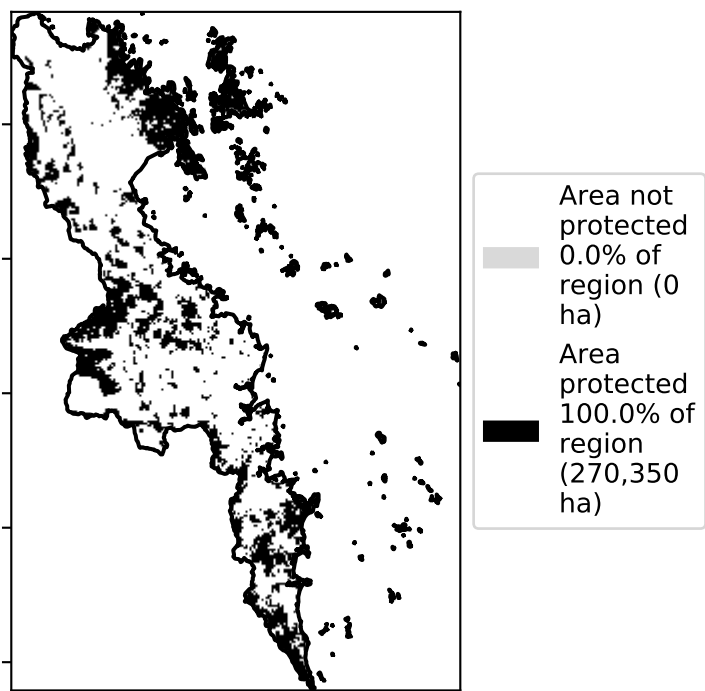 Area not
protected
0.0% of
region (0
ha)
Area
protected
100.0% of
region
(270,350
ha)